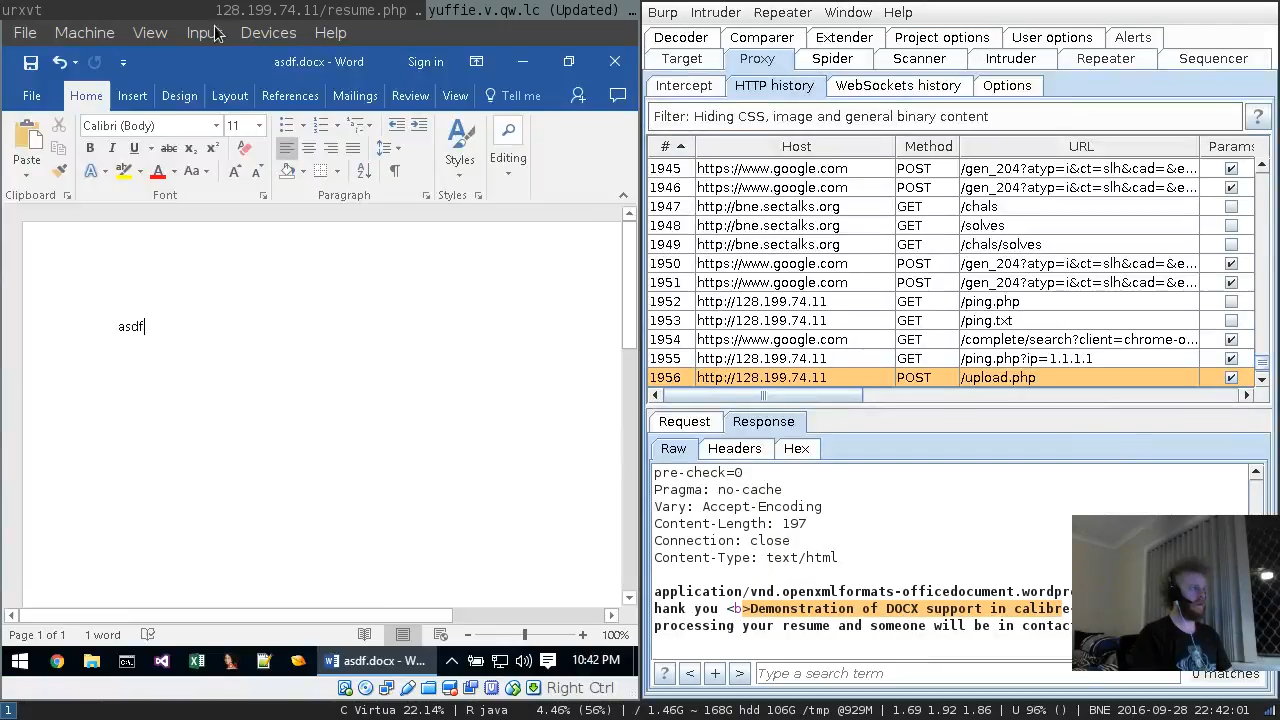 urxvt
128.199.74.11/resume.php ...
yuffie.v.qw.lc (Updated) ...
File Machine View Input Devices Help
asdf.docx - Word
Sign in
File Home Insert Design Layout References Mailings Review View Tell me
Calibri (Body)
11
Paste
B I U abc x₂ x²
A ab A Aa A A
Styles
Editing
Clipboard
Font
Paragraph
Styles
asdf
Page 1 of 1 1 word
100%
asdf.docx - W...
10:42 PM
Right Ctrl
Burp Intruder Repeater Window Help
Decoder Comparer Extender Project options User options Alerts
Target Proxy Spider Scanner Intruder Repeater Sequencer
Intercept HTTP history WebSockets history Options
Filter: Hiding CSS, image and general binary content
?
# Host Method URL Params
1945 https://www.google.com POST /gen_204?atyp=i&ct=slh&cad=&e...
1946 https://www.google.com POST /gen_204?atyp=i&ct=slh&cad=&e...
1947 http://bne.sectalks.org GET /chals
1948 http://bne.sectalks.org GET /solves
1949 http://bne.sectalks.org GET /chals/solves
1950 https://www.google.com POST /gen_204?atyp=i&ct=slh&cad=&e...
1951 https://www.google.com POST /gen_204?atyp=i&ct=slh&cad=&e...
1952 http://128.199.74.11 GET /ping.php
1953 http://128.199.74.11 GET /ping.txt
1954 https://www.google.com GET /complete/search?client=chrome-o...
1955 http://128.199.74.11 GET /ping.php?ip=1.1.1.1
1956 http://128.199.74.11 POST /upload.php
Request Response
Raw Headers Hex
pre-check=0
Pragma: no-cache
Vary: Accept-Encoding
Content-Length: 197
Connection: close
Content-Type: text/html
application/vnd.openxmlformats-officedocument.wordpr
hank you <b>Demonstration of DOCX support in calibre
processing your resume and someone will be in contac
? < + > Type a search term
0 matches
1
C Virtua 22.14% | R java 4.46% (56%) | / 1.46G ~ 168G hdd 106G /tmp @929M | 1.69 1.92 1.86 | U 96% () | BNE 2016-09-28 22:42:01